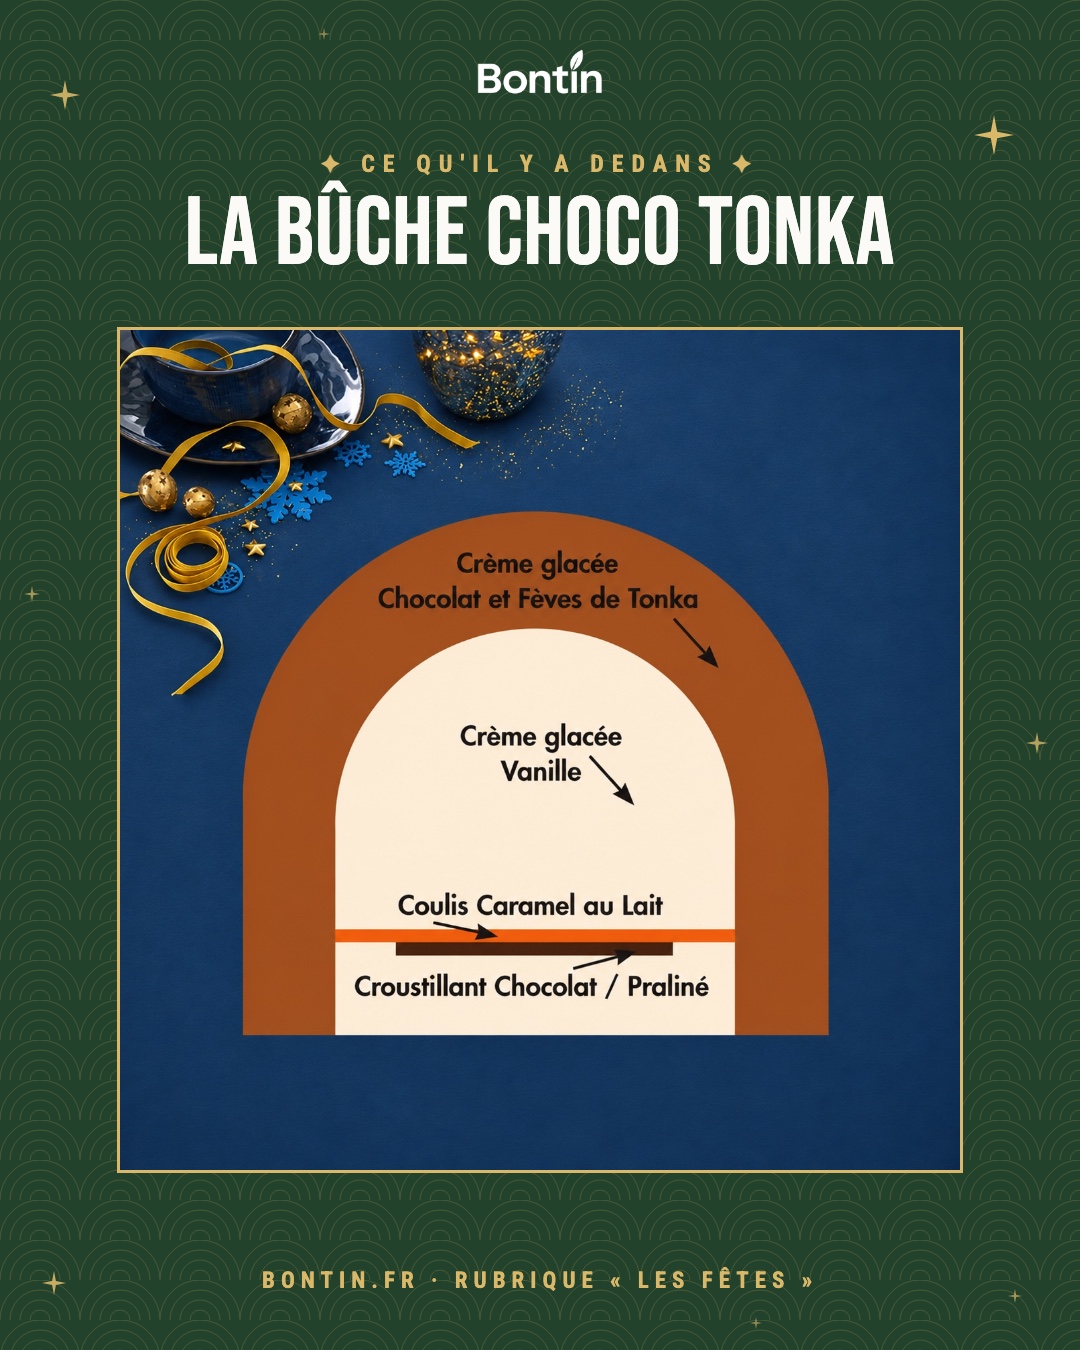 Bontin
✦ CE QU'IL Y A DEDANS ✦
LA BÛCHE CHOCO TONKA
Crème glacée
Chocolat et Fèves de Tonka
Crème glacée
Vanille
Coulis Caramel au Lait
Croustillant Chocolat / Praliné
BONTIN.FR · RUBRIQUE « LES FÊTES »